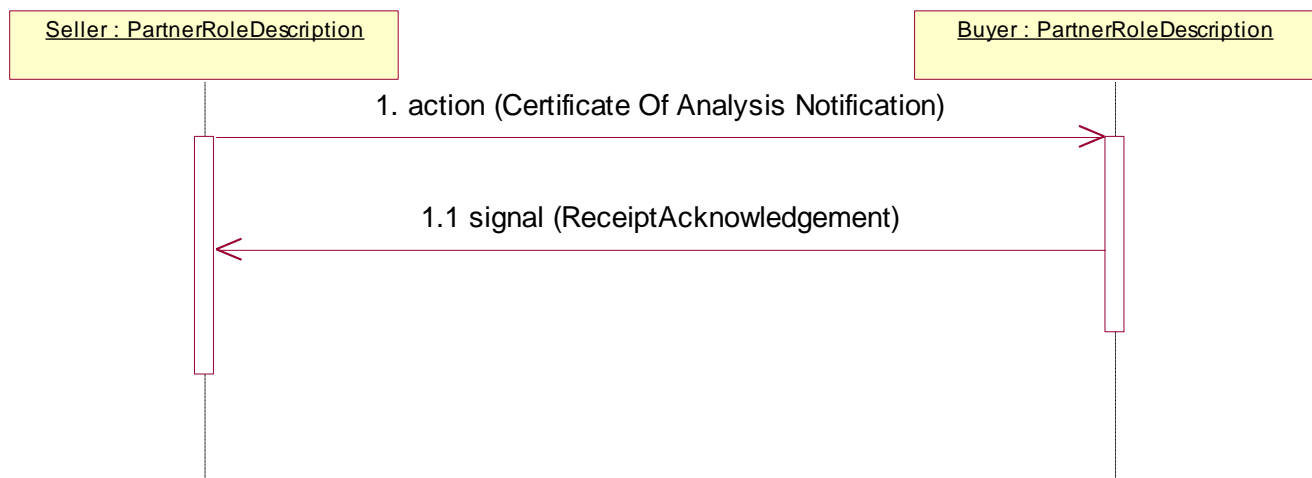 Seller : PartnerRoleDescription
Buyer : PartnerRoleDescription
1. action (Certificate Of Analysis Notification)
1.1 signal (ReceiptAcknowledgement)